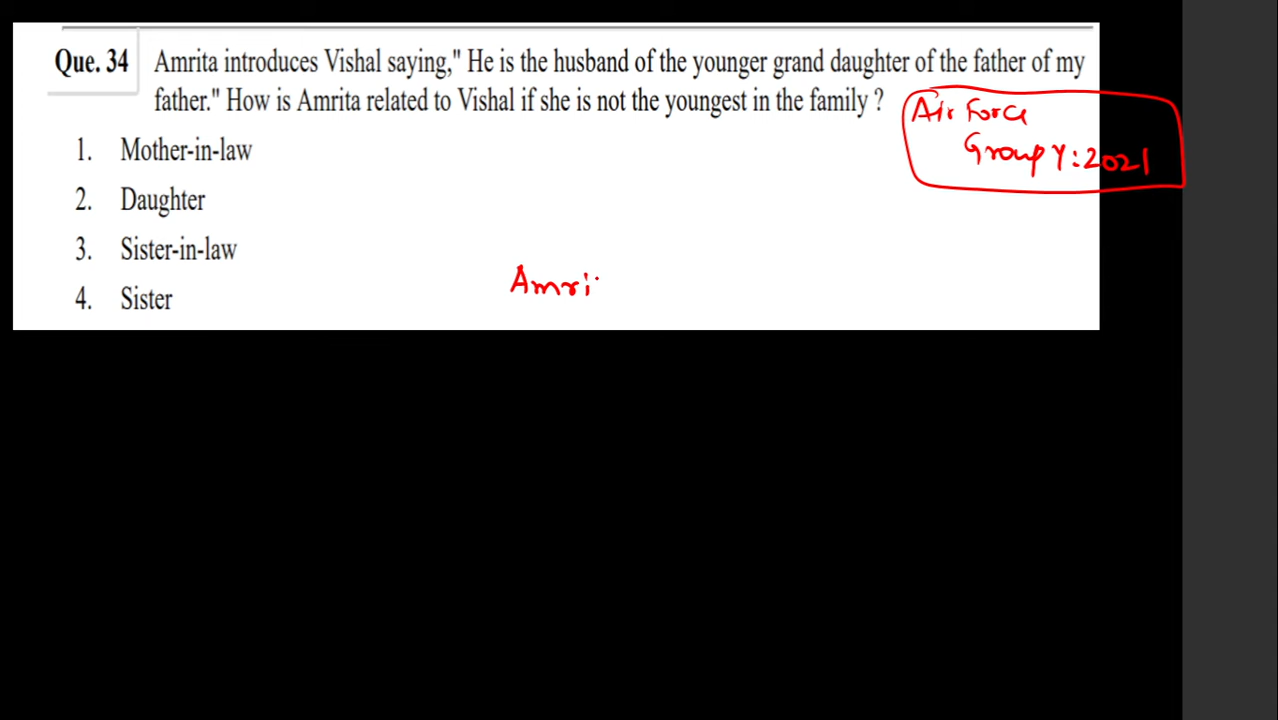 Que. 34 Amrita introduces Vishal saying," He is the husband of the younger grand daughter of the father of my
father." How is Amrita related to Vishal if she is not the youngest in the family ?
Air Force
Group Y: 2021
1. Mother-in-law
2. Daughter
3. Sister-in-law
4. Sister
Amri